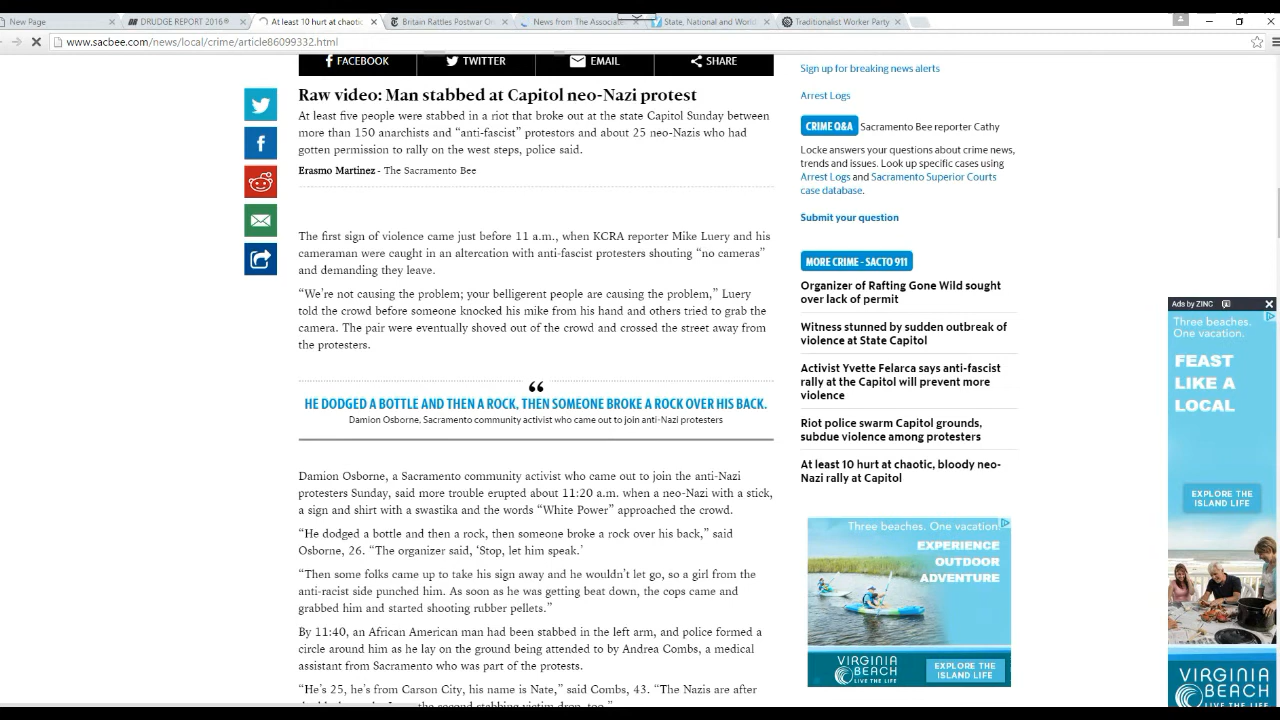 New Page
DRUDGE REPORT 2016®
At least 10 hurt at chaotic
Britain Rattles Postwar
News from The Associate
State, National and World
Traditionalist Worker Party
www.sacbee.com/news/local/crime/article86099332.html
FACEBOOK
TWITTER
EMAIL
SHARE
Raw video: Man stabbed at Capitol neo-Nazi protest
At least five people were stabbed in a riot that broke out at the state Capitol Sunday between
more than 150 anarchists and “anti-fascist” protestors and about 25 neo-Nazis who had
gotten permission to rally on the west steps, police said.
Erasmo Martinez - The Sacramento Bee
The first sign of violence came just before 11 a.m., when KCRA reporter Mike Luery and his
cameraman were caught in an altercation with anti-fascist protesters shouting “no cameras”
and demanding they leave.
“We’re not causing the problem; your belligerent people are causing the problem,” Luery
told the crowd before someone knocked his mike from his hand and others tried to grab the
camera. The pair were eventually shoved out of the crowd and crossed the street away from
the protesters.
“
HE DODGED A BOTTLE AND THEN A ROCK, THEN SOMEONE BROKE A ROCK OVER HIS BACK.
Damion Osborne, Sacramento community activist who came out to join anti-Nazi protesters
Damion Osborne, a Sacramento community activist who came out to join the anti-Nazi
protesters Sunday, said more trouble erupted about 11:20 a.m. when a neo-Nazi with a stick,
a sign and shirt with a swastika and the words “White Power” approached the crowd.
“He dodged a bottle and then a rock, then someone broke a rock over his back,” said
Osborne, 26. “The organizer said, ‘Stop, let him speak.’
“Then some folks came up to take his sign away and he wouldn’t let go, so a girl from the
anti-racist side punched him. As soon as he was getting beat down, the cops came and
grabbed him and started shooting rubber pellets.”
By 11:40, an African American man had been stabbed in the left arm, and police formed a
circle around him as he lay on the ground being attended to by Andrea Combs, a medical
assistant from Sacramento who was part of the protests.
“He’s 25, he’s from Carson City, his name is Nate,” said Combs, 43. “The Nazis are after
the second stabbing victim drop, too.”
Sign up for breaking news alerts
Arrest Logs
CRIME Q&A Sacramento Bee reporter Cathy
Locke answers your questions about crime news,
trends and issues. Look up specific cases using
Arrest Logs and Sacramento Superior Courts
case database.
Submit your question
MORE CRIME - SACTO 911
Organizer of Rafting Gone Wild sought
over lack of permit
Witness stunned by sudden outbreak of
violence at State Capitol
Activist Yvette Felarca says anti-fascist
rally at the Capitol will prevent more
violence
Riot police swarm Capitol grounds,
subdue violence among protesters
At least 10 hurt at chaotic, bloody neo-
Nazi rally at Capitol
Three beaches. One vacation.
EXPERIENCE
OUTDOOR
ADVENTURE
VIRGINIA
BEACH
LIVE THE LIFE
EXPLORE THE
ISLAND LIFE
Ads by ZINC
Three beaches.
One vacation.
FEAST
LIKE A
LOCAL
EXPLORE THE
ISLAND LIFE
VIRGINIA
BEACH
LIVE THE LIFE